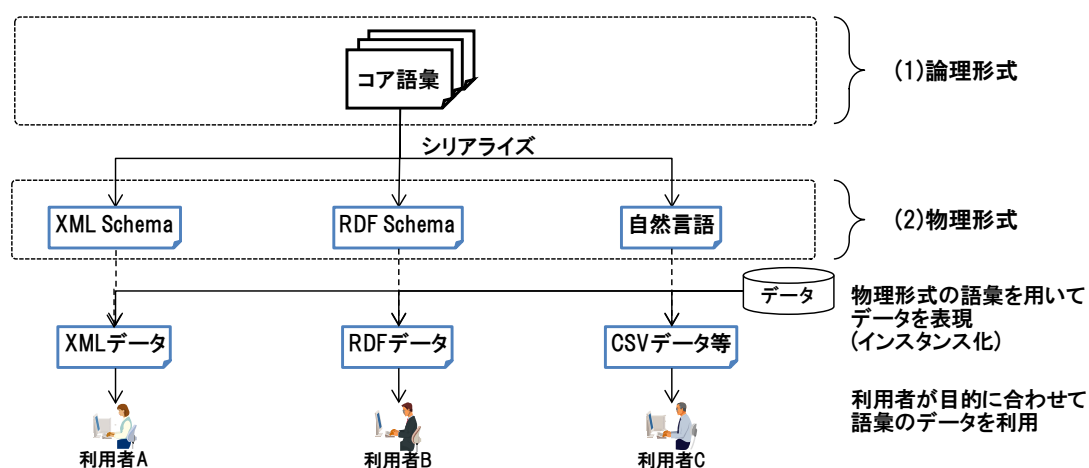 コア語彙
(1)論理形式
シリアライズ
XML Schema
RDF Schema
自然言語
(2)物理形式
データ
物理形式の語彙を用いて
データを表現
(インスタンス化)
XMLデータ
RDFデータ
CSVデータ等
利用者が目的に合わせて
語彙のデータを利用
利用者A
利用者B
利用者C